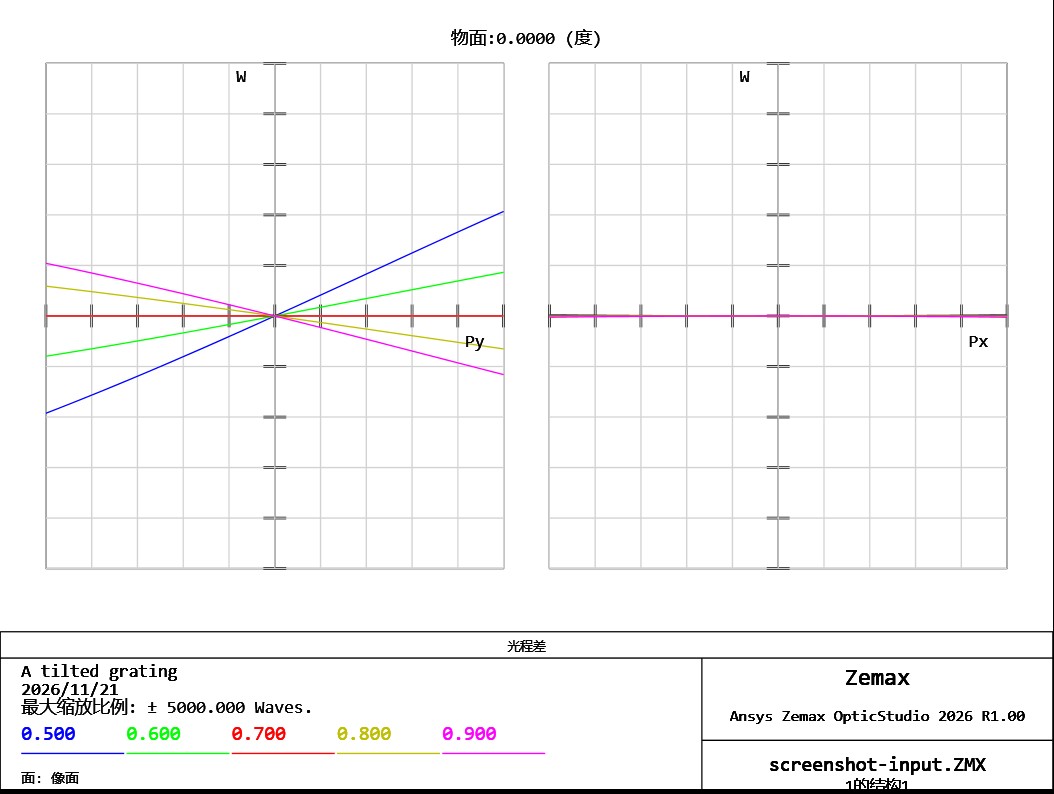 物面:0.0000 (度)
W
W
Py
Px
光程差
A tilted grating
2026/11/21
最大缩放比例: ± 5000.000 Waves.
0.500 0.600 0.700 0.800 0.900
面: 像面
Zemax
Ansys Zemax OpticStudio 2026 R1.00
screenshot-input.ZMX
1的结构1